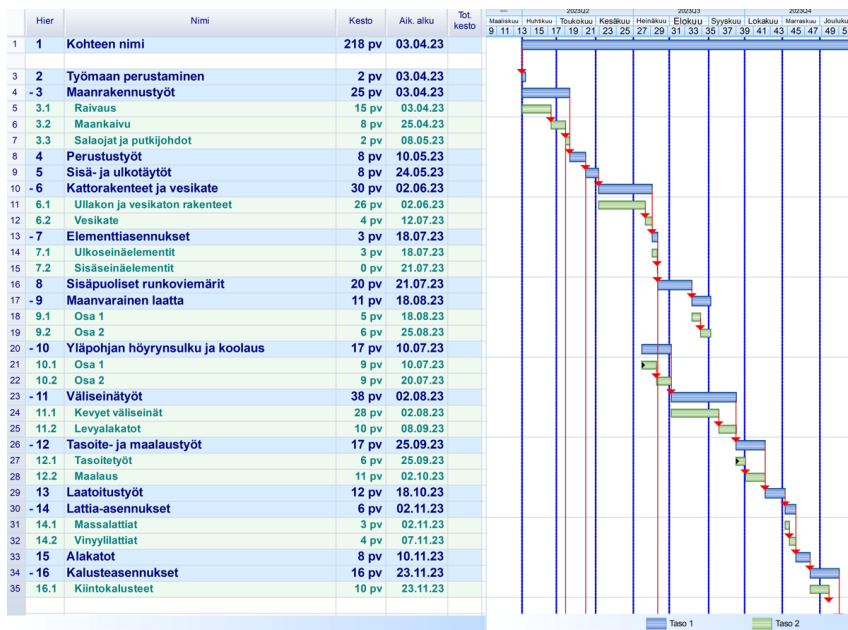 2023Q2 2023Q3 2023Q4
Hier Nimi Kesto Aik. alku Tot. kesto
Maaliskuu Huhtikuu Toukokuu Kesäkuu Heinäkuu Elokuu Syyskuu Lokakuu Marraskuu Jouluku
9 11 13 15 17 19 21 23 25 27 29 31 33 35 37 39 41 43 45 47 49 5
1 1 Kohteen nimi 218 pv 03.04.23
3 2 Työmaan perustaminen 2 pv 03.04.23
4 - 3 Maanrakennustyöt 25 pv 03.04.23
5 3.1 Raivaus 15 pv 03.04.23
6 3.2 Maankaivu 8 pv 25.04.23
7 3.3 Salaojat ja putkijohdot 2 pv 08.05.23
8 4 Perustustyöt 8 pv 10.05.23
9 5 Sisä- ja ulkotäytöt 8 pv 24.05.23
10 - 6 Kattorakenteet ja vesikate 30 pv 02.06.23
11 6.1 Ullakon ja vesikaton rakenteet 26 pv 02.06.23
12 6.2 Vesikate 4 pv 12.07.23
13 - 7 Elementtiasennukset 3 pv 18.07.23
14 7.1 Ulkoseinäelementit 3 pv 18.07.23
15 7.2 Sisäseinäelementit 0 pv 21.07.23
16 8 Sisäpuoliset runkoviemärit 20 pv 21.07.23
17 - 9 Maanvarainen laatta 11 pv 18.08.23
18 9.1 Osa 1 5 pv 18.08.23
19 9.2 Osa 2 6 pv 25.08.23
20 - 10 Yläpohjan höyrynsulku ja koolaus 17 pv 10.07.23
21 10.1 Osa 1 9 pv 10.07.23
22 10.2 Osa 2 9 pv 20.07.23
23 - 11 Väliseinätyöt 38 pv 02.08.23
24 11.1 Kevyet väliseinät 28 pv 02.08.23
25 11.2 Levyalakatot 10 pv 08.09.23
26 - 12 Tasoite- ja maalaustyöt 17 pv 25.09.23
27 12.1 Tasoitetyöt 6 pv 25.09.23
28 12.2 Maalaus 11 pv 02.10.23
29 13 Laatoitustyöt 12 pv 18.10.23
30 - 14 Lattia-asennukset 6 pv 02.11.23
31 14.1 Massalattiat 3 pv 02.11.23
32 14.2 Vinyylilattiat 4 pv 07.11.23
33 15 Alakatot 8 pv 10.11.23
34 - 16 Kalusteasennukset 16 pv 23.11.23
35 16.1 Kiintokalusteet 10 pv 23.11.23
Taso 1 Taso 2